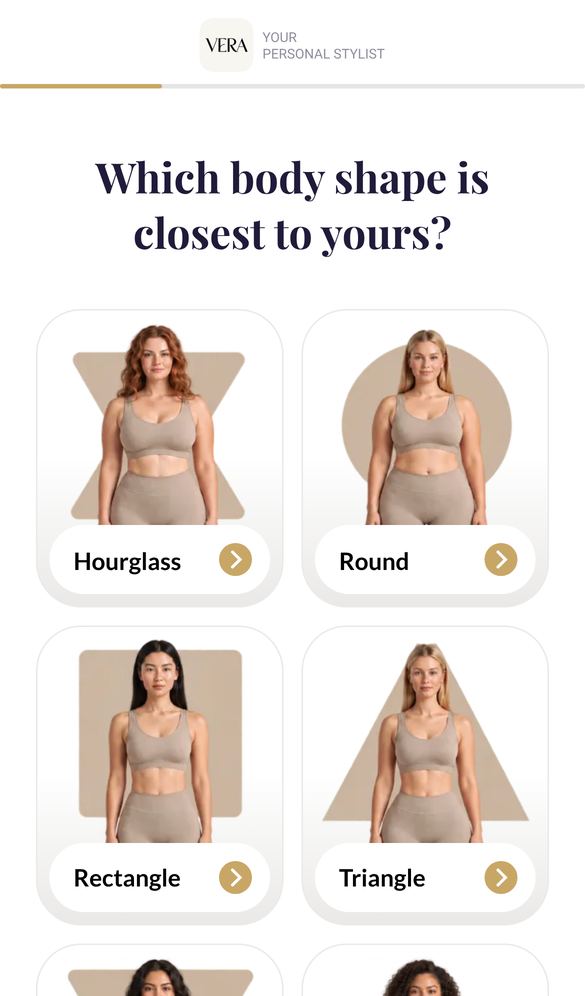 VERA
YOUR
PERSONAL STYLIST
Which body shape is
closest to yours?
Hourglass
Round
Rectangle
Triangle